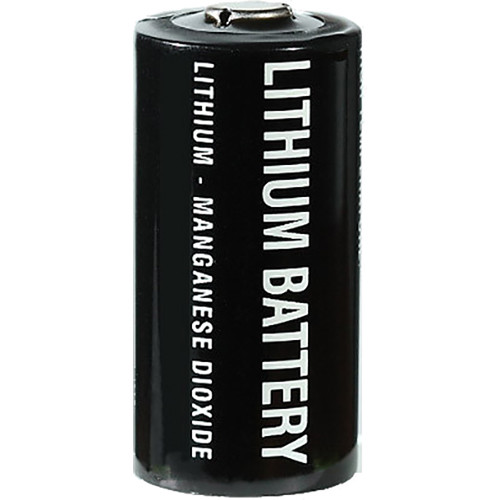 LITHIUM BATTERY
LITHIUM - MANGANESE DIOXIDE